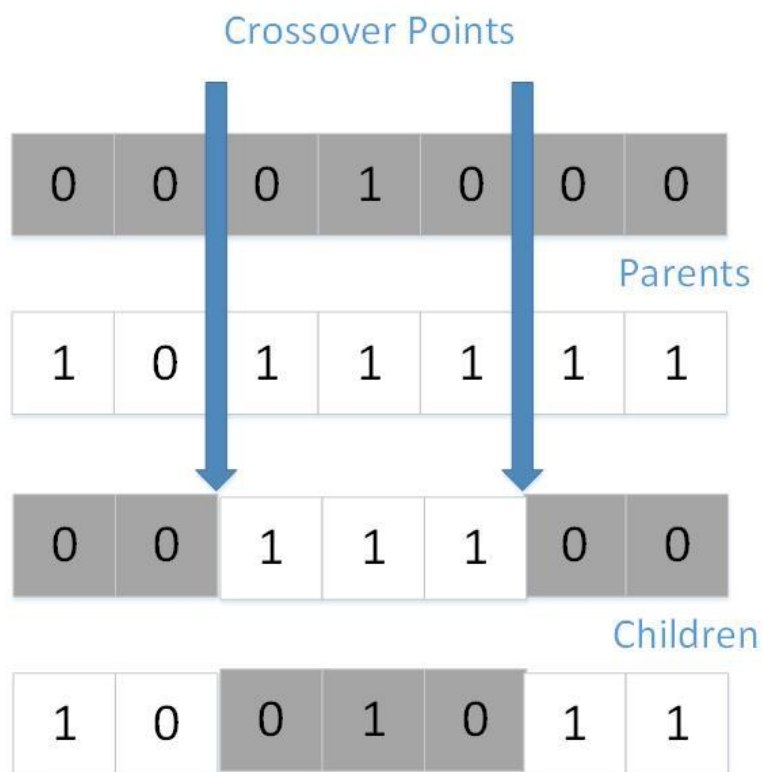 Crossover Points
0 0 0 1 0 0 0
Parents
1 0 1 1 1 1 1
0 0 1 1 1 0 0
Children
1 0 0 1 0 1 1